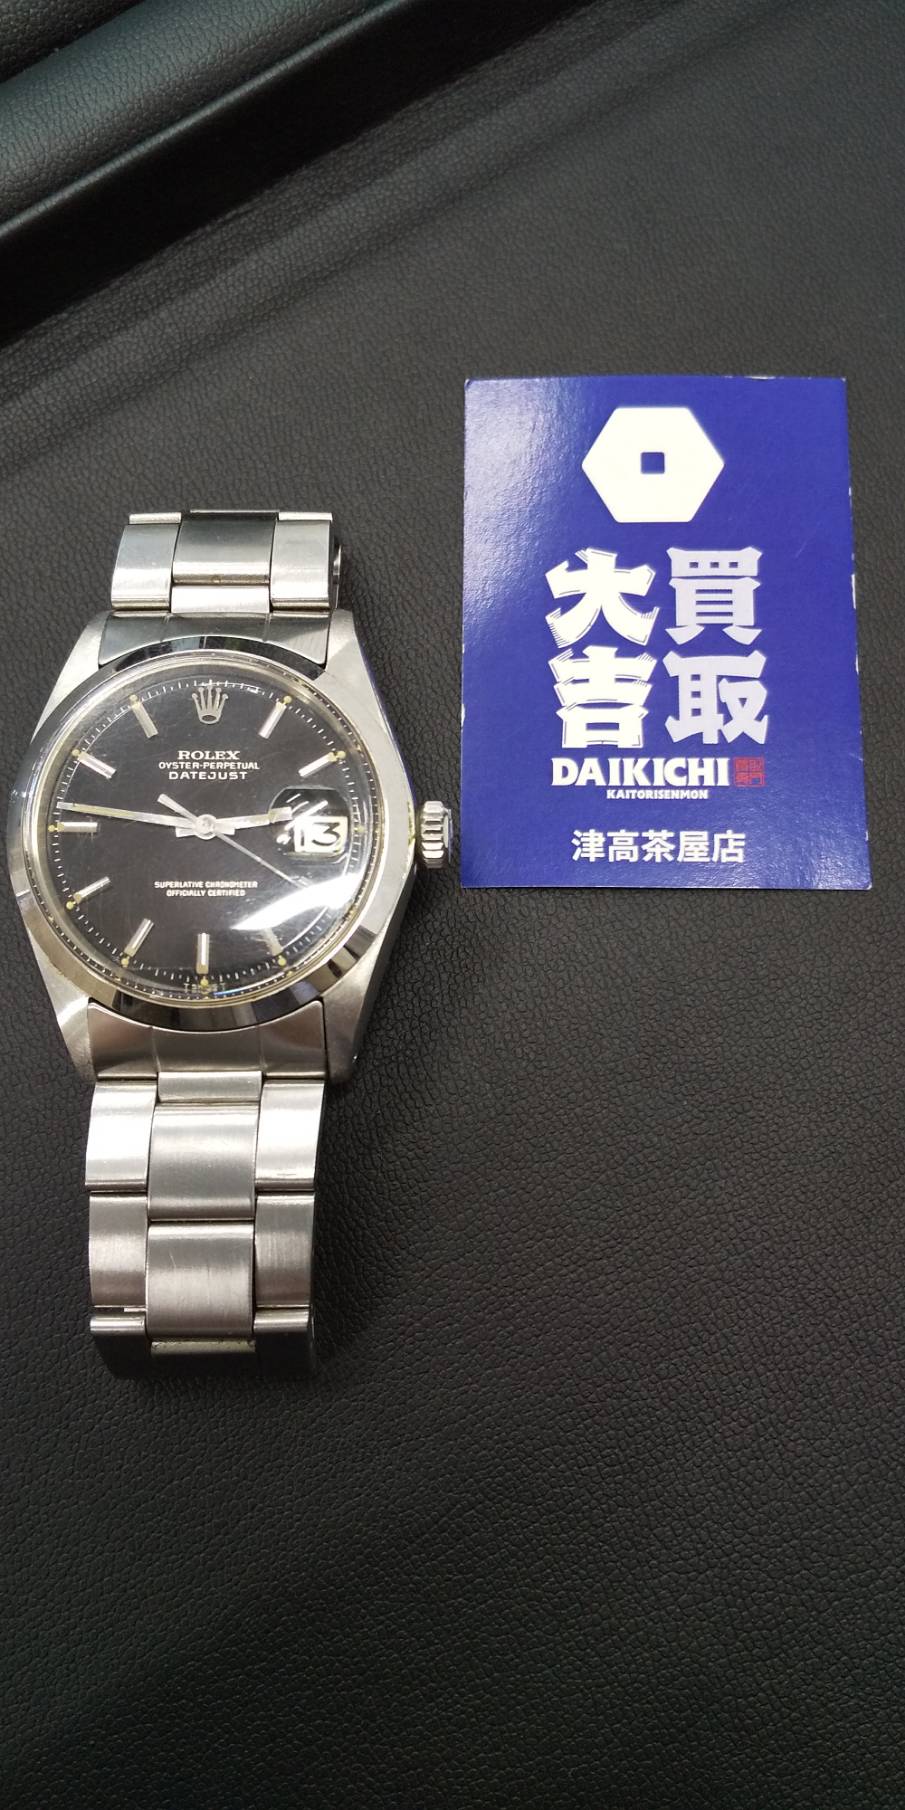 ROLEX
OYSTER-PERPETUAL
DATEJUST
13
SUPERLATIVE CHRONOMETER
OFFICIALLY CERTIFIED
買取
大吉
DAIKICHI
KAITORISENMON
津高茶屋店